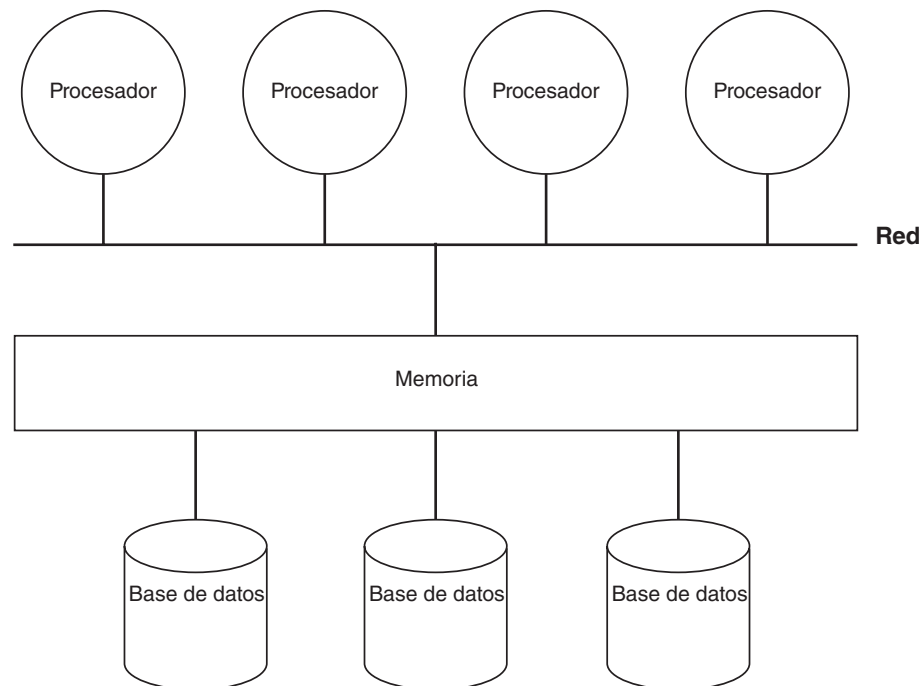 Procesador
Procesador
Procesador
Procesador
Red
Memoria
Base de datos
Base de datos
Base de datos